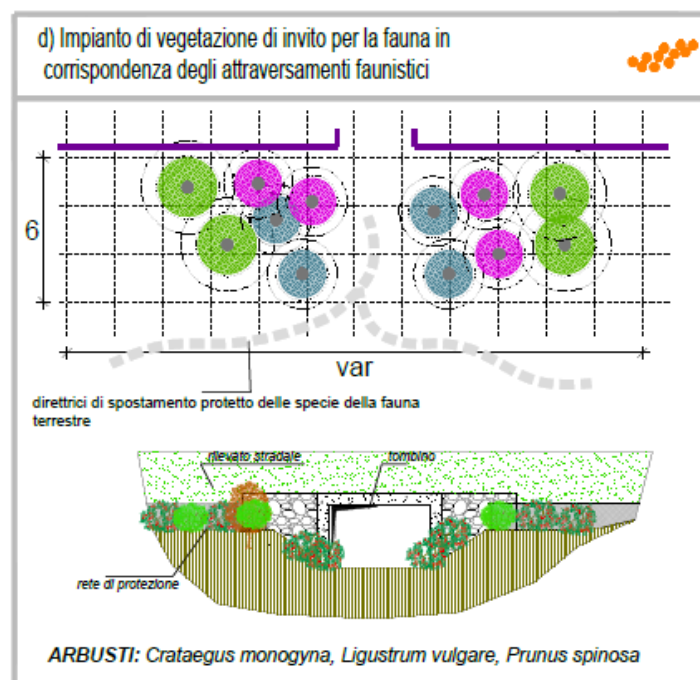 d) Impianto di vegetazione di invito per la fauna in
corrispondenza degli attraversamenti faunistici
6
var
direttrici di spostamento protetto delle specie della fauna
terrestre
rilevato stradale
tombino
rete di protezione
ARBUSTI: Crataegus monogyna, Ligustrum vulgare, Prunus spinosa